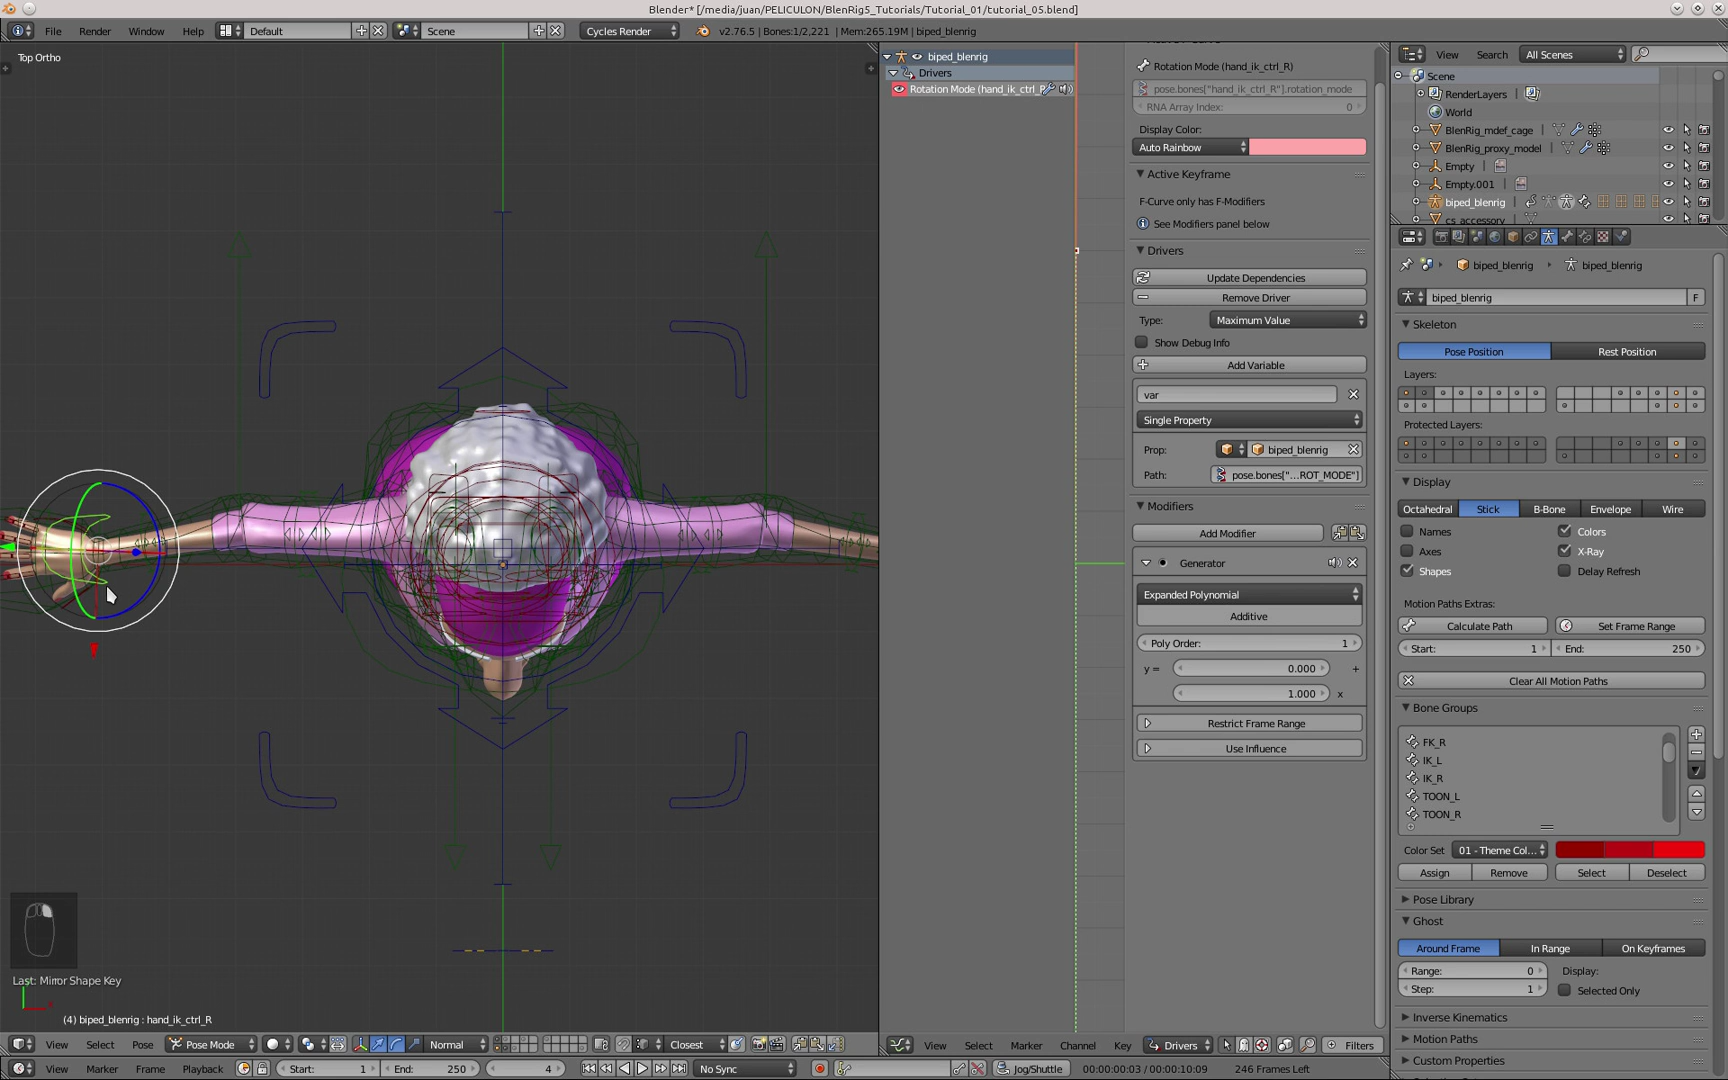 Blender* [/media/juan/PELICULON/BlenRig5_Tutorials/Tutorial_01/tutorial_05.blend]
File Render Window Help Default Scene Cycles Render v2.76.5 | Bones:1/2,221 | Mem:265.19M | biped_blenrig
Top Ortho
Last: Mirror Shape Key
(4) biped_blenrig : hand_ik_ctrl_R
View Select Pose Pose Mode Normal Closest
biped_blenrig
Drivers
Rotation Mode (hand_ik_ctrl_R
Rotation Mode (hand_ik_ctrl_R)
pose.bones["hand_ik_ctrl_R"].rotation_mode
RNA Array Index: 0
Display Color:
Auto Rainbow
Active Keyframe
F-Curve only has F-Modifiers
See Modifiers panel below
Drivers
Update Dependencies
Remove Driver
Type: Maximum Value
Show Debug Info
Add Variable
var
Single Property
Prop: biped_blenrig
Path: pose.bones["...ROT_MODE"]
Modifiers
Add Modifier
Generator
Expanded Polynomial
Additive
Poly Order: 1
y = 0.000 +
1.000 x
Restrict Frame Range
Use Influence
View Select Marker Channel Key Drivers Filters
View Search All Scenes
Scene
RenderLayers
World
BlenRig_mdef_cage
BlenRig_proxy_model
Empty
Empty.001
biped_blenrig
cs_accessory
biped_blenrig biped_blenrig
biped_blenrig F
Skeleton
Pose Position Rest Position
Layers:
Protected Layers:
Display
Octahedral Stick B-Bone Envelope Wire
Names Colors
Axes X-Ray
Shapes Delay Refresh
Motion Paths Extras:
Calculate Path Set Frame Range
Start: 1 End: 250
Clear All Motion Paths
Bone Groups
FK_R
IK_L
IK_R
TOON_L
TOON_R
Color Set 01 - Theme Col...
Assign Remove Select Deselect
Pose Library
Ghost
Around Frame In Range On Keyframes
Range: 0 Display:
Step: 1 Selected Only
Inverse Kinematics
Motion Paths
Custom Properties
View Marker Frame Playback Start: 1 End: 250 4 No Sync Jog/Shuttle 00:00:00:03 / 00:00:10:09 246 Frames Left